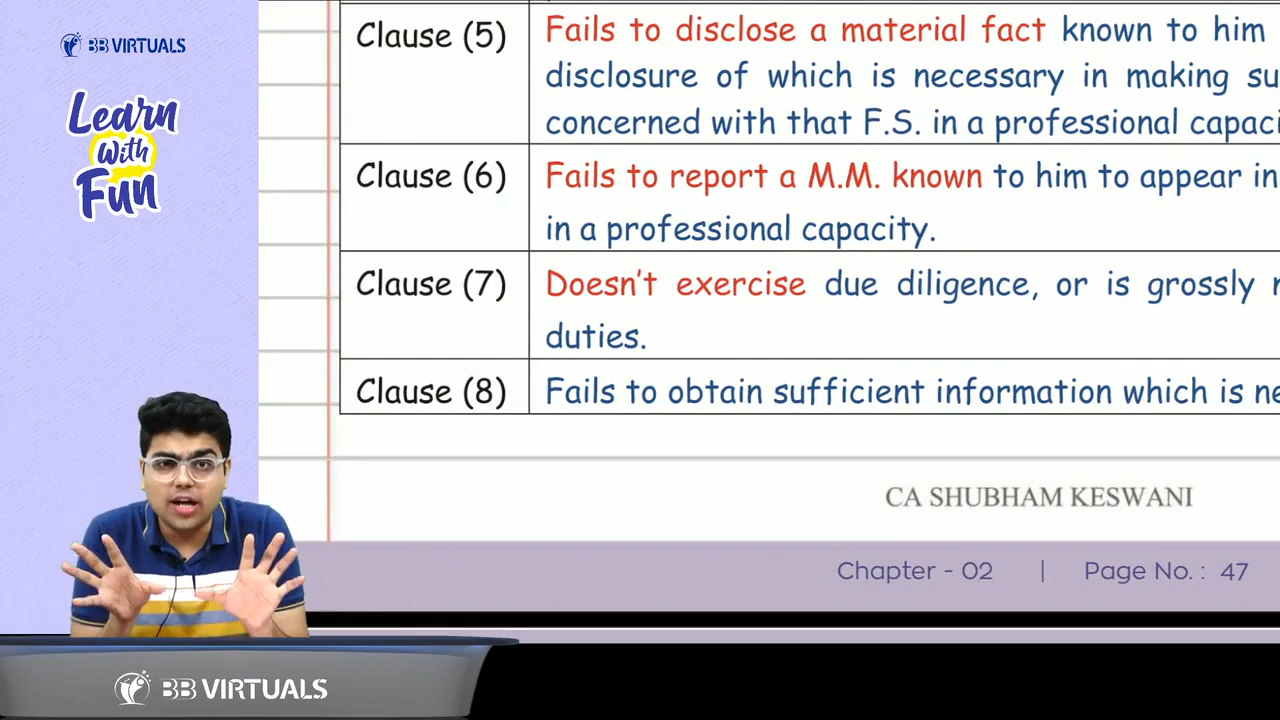 BB VIRTUALS
Learn
with
Fun
Clause (5)
Fails to disclose a material fact known to him
disclosure of which is necessary in making su
concerned with that F.S. in a professional capaci
Clause (6)
Fails to report a M.M. known to him to appear in
in a professional capacity.
Clause (7)
Doesn't exercise due diligence, or is grossly
duties.
Clause (8)
Fails to obtain sufficient information which is ne
CA SHUBHAM KESWANI
Chapter - 02 | Page No. : 47
BB VIRTUALS